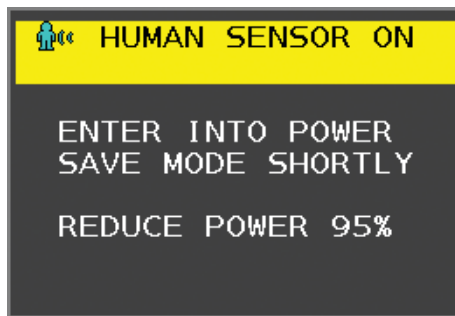 HUMAN SENSOR ON
ENTER INTO POWER
SAVE MODE SHORTLY
REDUCE POWER 95%